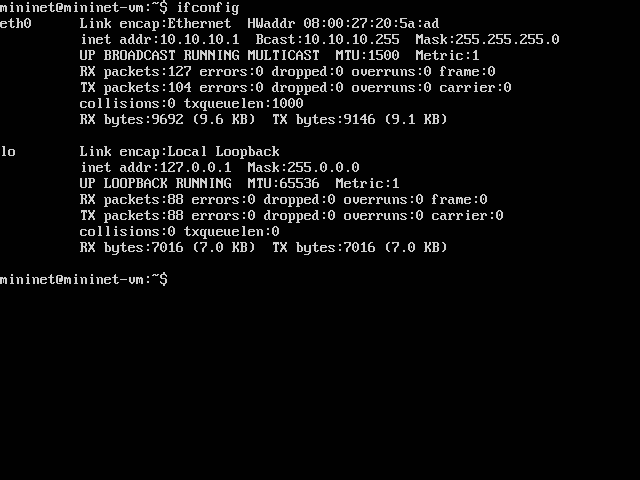 mininet@mininet-vm:~$ ifconfig
eth0      Link encap:Ethernet  HWaddr 08:00:27:20:5a:ad
          inet addr:10.10.10.1  Bcast:10.10.10.255  Mask:255.255.255.0
          UP BROADCAST RUNNING MULTICAST  MTU:1500  Metric:1
          RX packets:127 errors:0 dropped:0 overruns:0 frame:0
          TX packets:104 errors:0 dropped:0 overruns:0 carrier:0
          collisions:0 txqueuelen:1000
          RX bytes:9692 (9.6 KB)  TX bytes:9146 (9.1 KB)
lo        Link encap:Local Loopback
          inet addr:127.0.0.1  Mask:255.0.0.0
          UP LOOPBACK RUNNING  MTU:65536  Metric:1
          RX packets:88 errors:0 dropped:0 overruns:0 frame:0
          TX packets:88 errors:0 dropped:0 overruns:0 carrier:0
          collisions:0 txqueuelen:0
          RX bytes:7016 (7.0 KB)  TX bytes:7016 (7.0 KB)
mininet@mininet-vm:~$